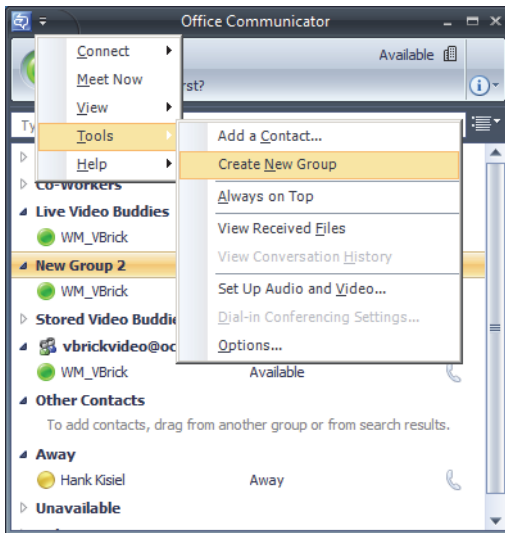 Office Communicator
Connect
Available
Meet Now
rst?
View
Ty
Tools
Add a Contact...
Help
Create New Group
Co-Workers
Always on Top
Live Video Buddies
WM_VBrick
View Received Files
View Conversation History
New Group 2
WM_VBrick
Set Up Audio and Video...
Stored Video Buddie
Dial-in Conferencing Settings...
vbrickvideo@oc
Options...
WM_VBrick Available
Other Contacts
To add contacts, drag from another group or from search results.
Away
Hank Kisiel Away
Unavailable